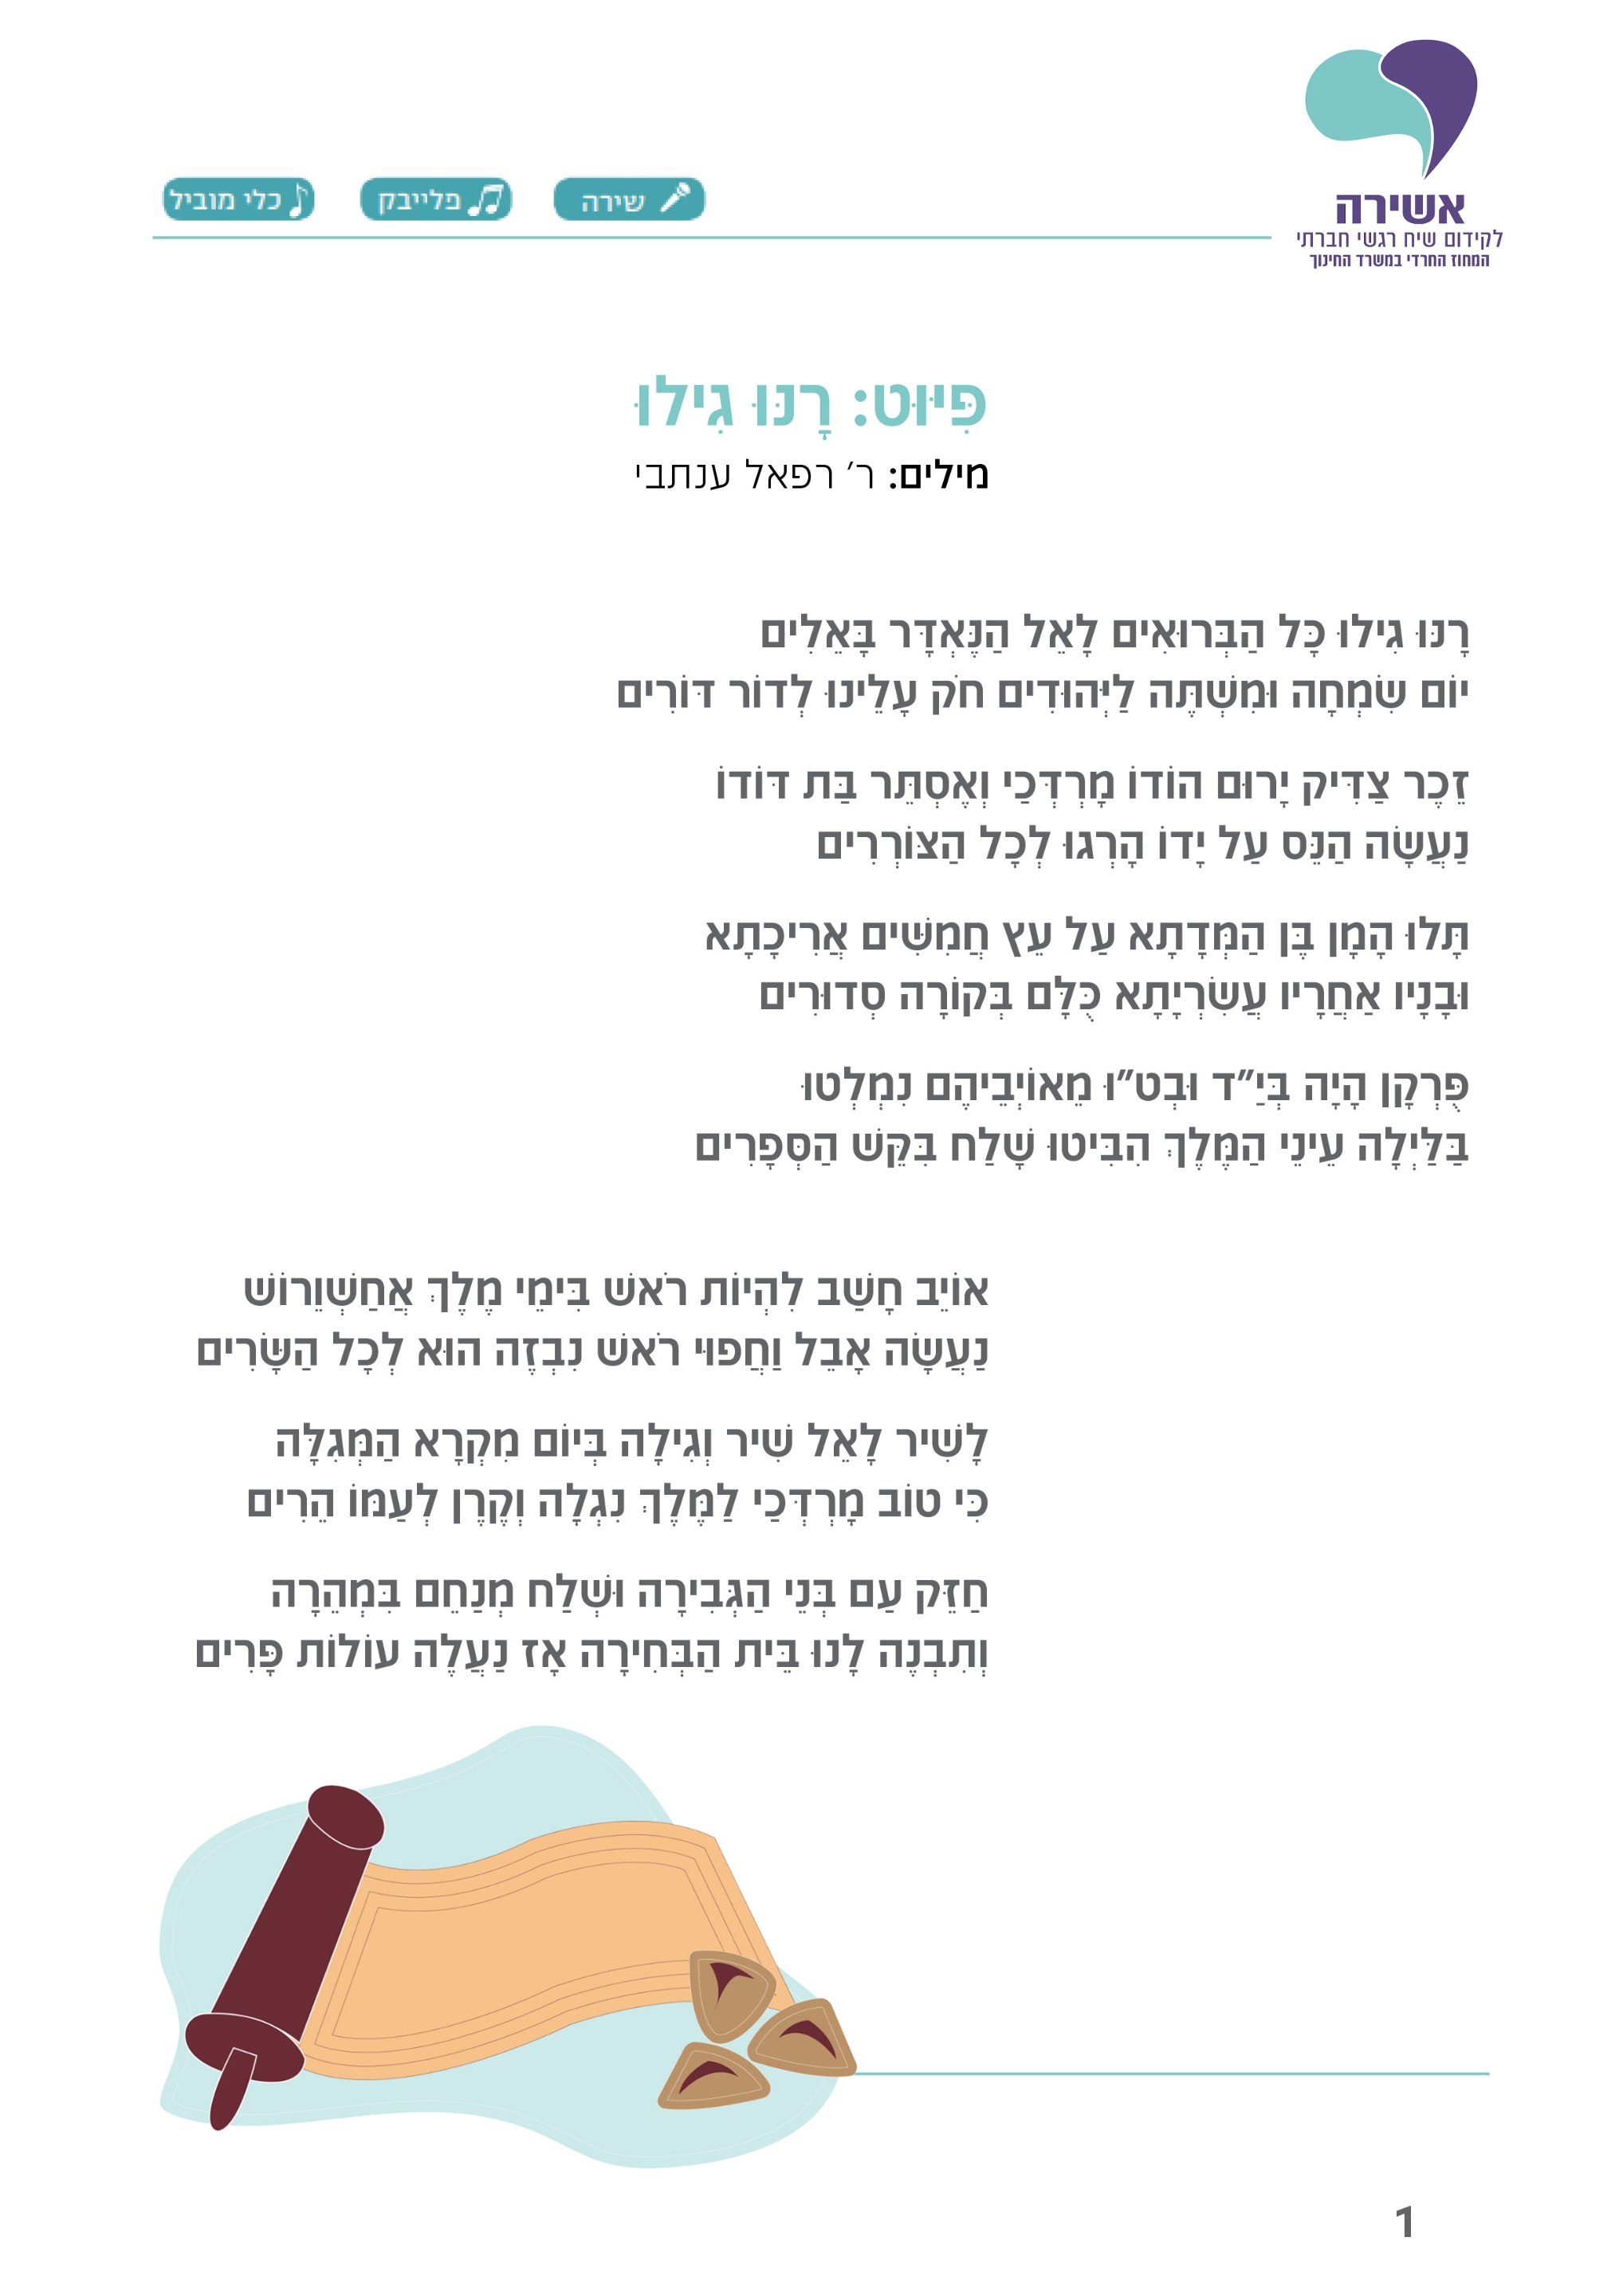 אשירה
לקידום שיח רגשי חברתי
המחוז החרדי במשרד החינוך
שירה
פלייבק
כלי מוביל
פִּיּוּט: רָנּוּ גִילוּ
מילים: ר׳ רפאל ענתבי
רָנּוּ גִילוּ כָּל הַבְּרוּאִים לָאֵל הַנֶּאְדָּר בָּאֵלִים
יוֹם שִׂמְחָה וּמִשְׁתֶּה לַיְּהוּדִים חֹק עָלֵינוּ לְדוֹר דּוֹרִים
זֵכֶר צַדִּיק יָרוּם הוֹדוֹ מָרְדְּכַי וְאֶסְתֵּר בַּת דּוֹדוֹ
נַעֲשָׂה הַנֵּס עַל יָדוֹ הָרְגוּ לְכָל הַצּוֹרְרִים
תָּלוּ הָמָן בֶּן הַמְּדָתָא עַל עֵץ חֲמִשִּׁים אֲרִיכָתָא
וּבָנָיו אַחֲרָיו עֲשִׂרְיָתָא כֻּלָּם בְּקוֹרָה סְדוּרִים
פֻּרְקָן הָיָה בְּיַ״ד וּבְט״וּ מֵאוֹיְבֵיהֶם נִמְלְטוּ
בַּלַּיְלָה עֵינֵי הַמֶּלֶךְ הִבִּיטוּ שָׁלַח בִּקֵּשׁ הַסְּפָרִים
אוֹיֵב חָשַׁב לִהְיוֹת רֹאשׁ בִּימֵי מֶלֶךְ אֲחַשְׁוֵרוֹשׁ
נַעֲשָׂה אָבֵל וַחֲפוּי רֹאשׁ נִבְזֶה הוּא לְכָל הַשָּׂרִים
לָשִׁיר לָאֵל שִׁיר וְגִילָה בְּיוֹם מִקְרָא הַמְּגִלָּה
כִּי טוֹב מָרְדְּכַי לַמֶּלֶךְ נִגְלָה וְקֶרֶן לְעַמּוֹ הֵרִים
חַזֵּק עַם בְּנֵי הַגְּבִירָה וּשְׁלַח מְנַחֵם בִּמְהֵרָה
וְתִבְנֶה לָנוּ בֵּית הַבְּחִירָה אָז נַעֲלֶה עוֹלוֹת פָּרִים
1